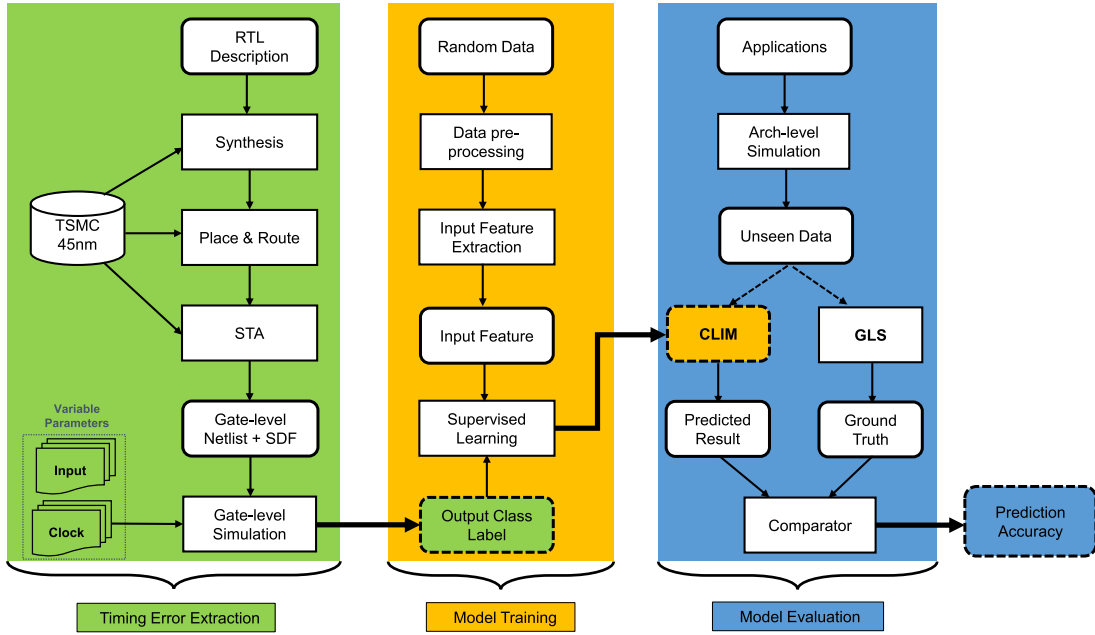 RTL
Description
Synthesis
TSMC
45nm
Place & Route
STA
Variable
Parameters
Gate-level
Netlist + SDF
Input
Clock
Gate-level
Simulation
Timing Error Extraction
Random Data
Data pre-
processing
Input Feature
Extraction
Input Feature
Supervised
Learning
Output Class
Label
Model Training
Applications
Arch-level
Simulation
Unseen Data
CLIM
GLS
Predicted
Result
Ground
Truth
Comparator
Prediction
Accuracy
Model Evaluation